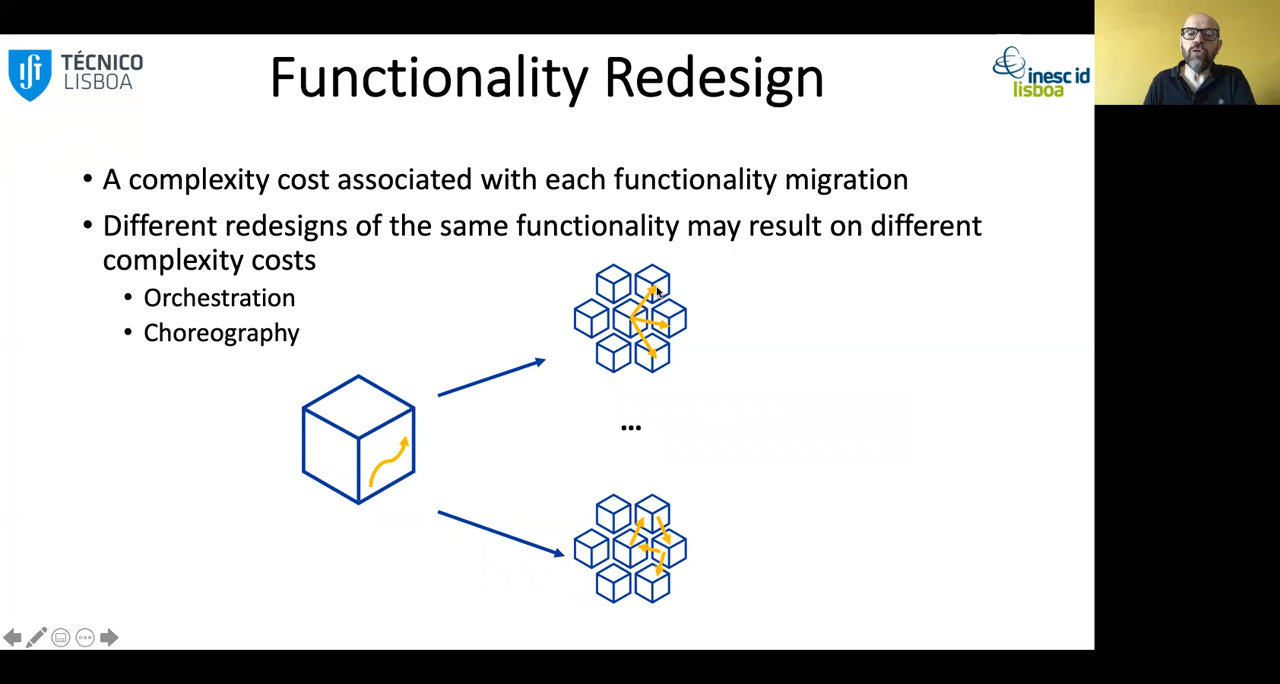 TÉCNICO
LISBOA
Functionality Redesign
inesc id
lisboa
• A complexity cost associated with each functionality migration
• Different redesigns of the same functionality may result on different
complexity costs
• Orchestration
• Choreography
...